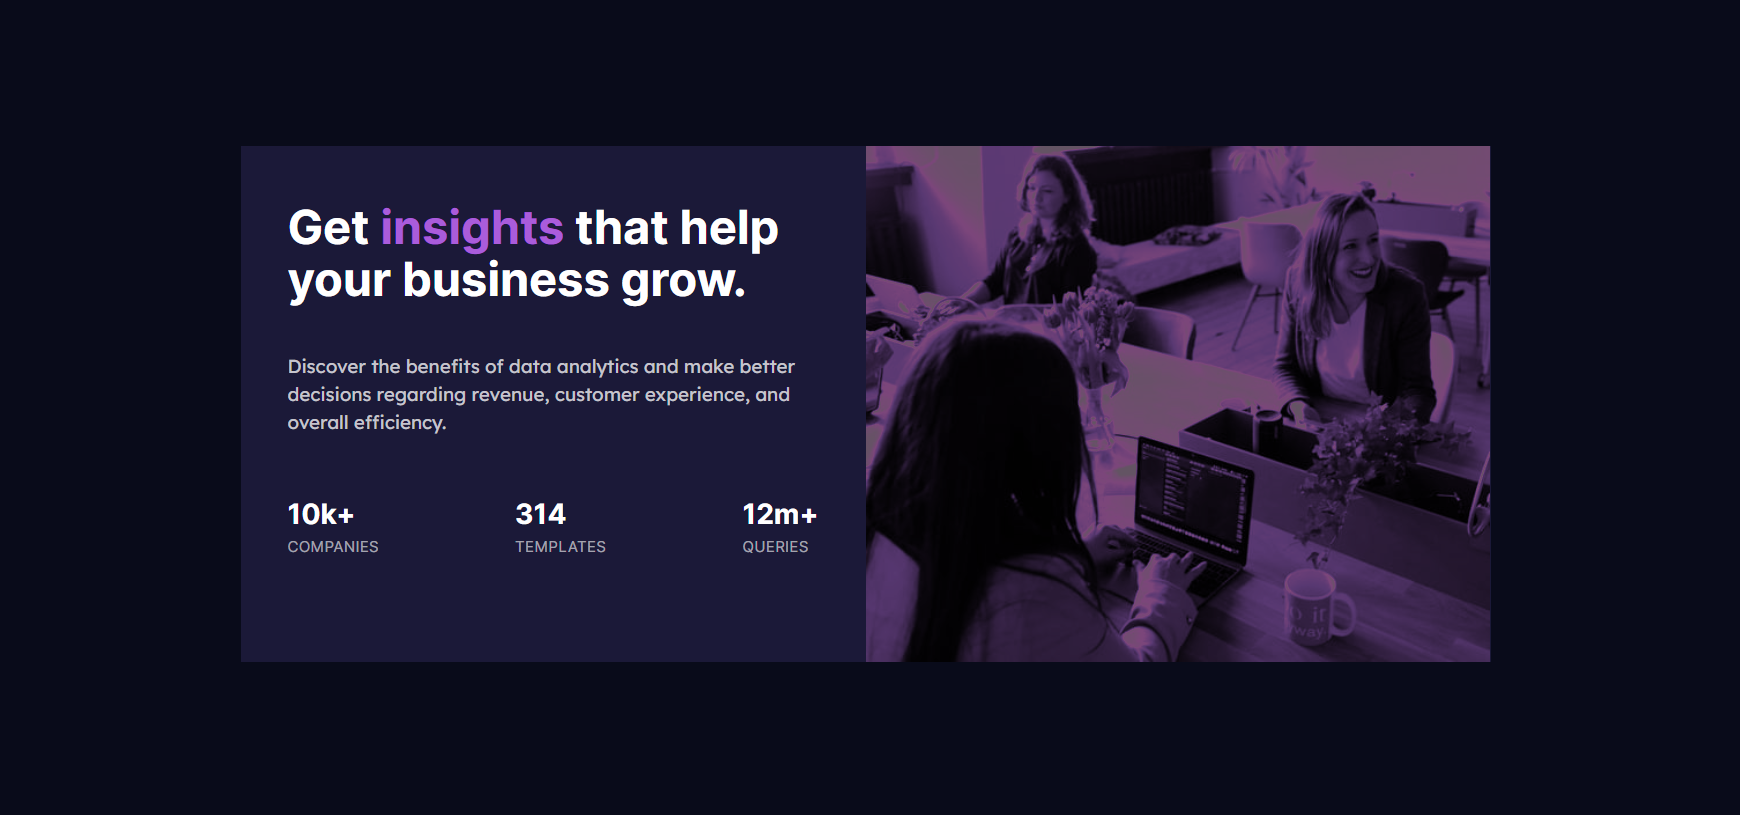 Get insights that help
your business grow.
Discover the benefits of data analytics and make better
decisions regarding revenue, customer experience, and
overall efficiency.
10k+ 314 12m+
COMPANIES TEMPLATES QUERIES